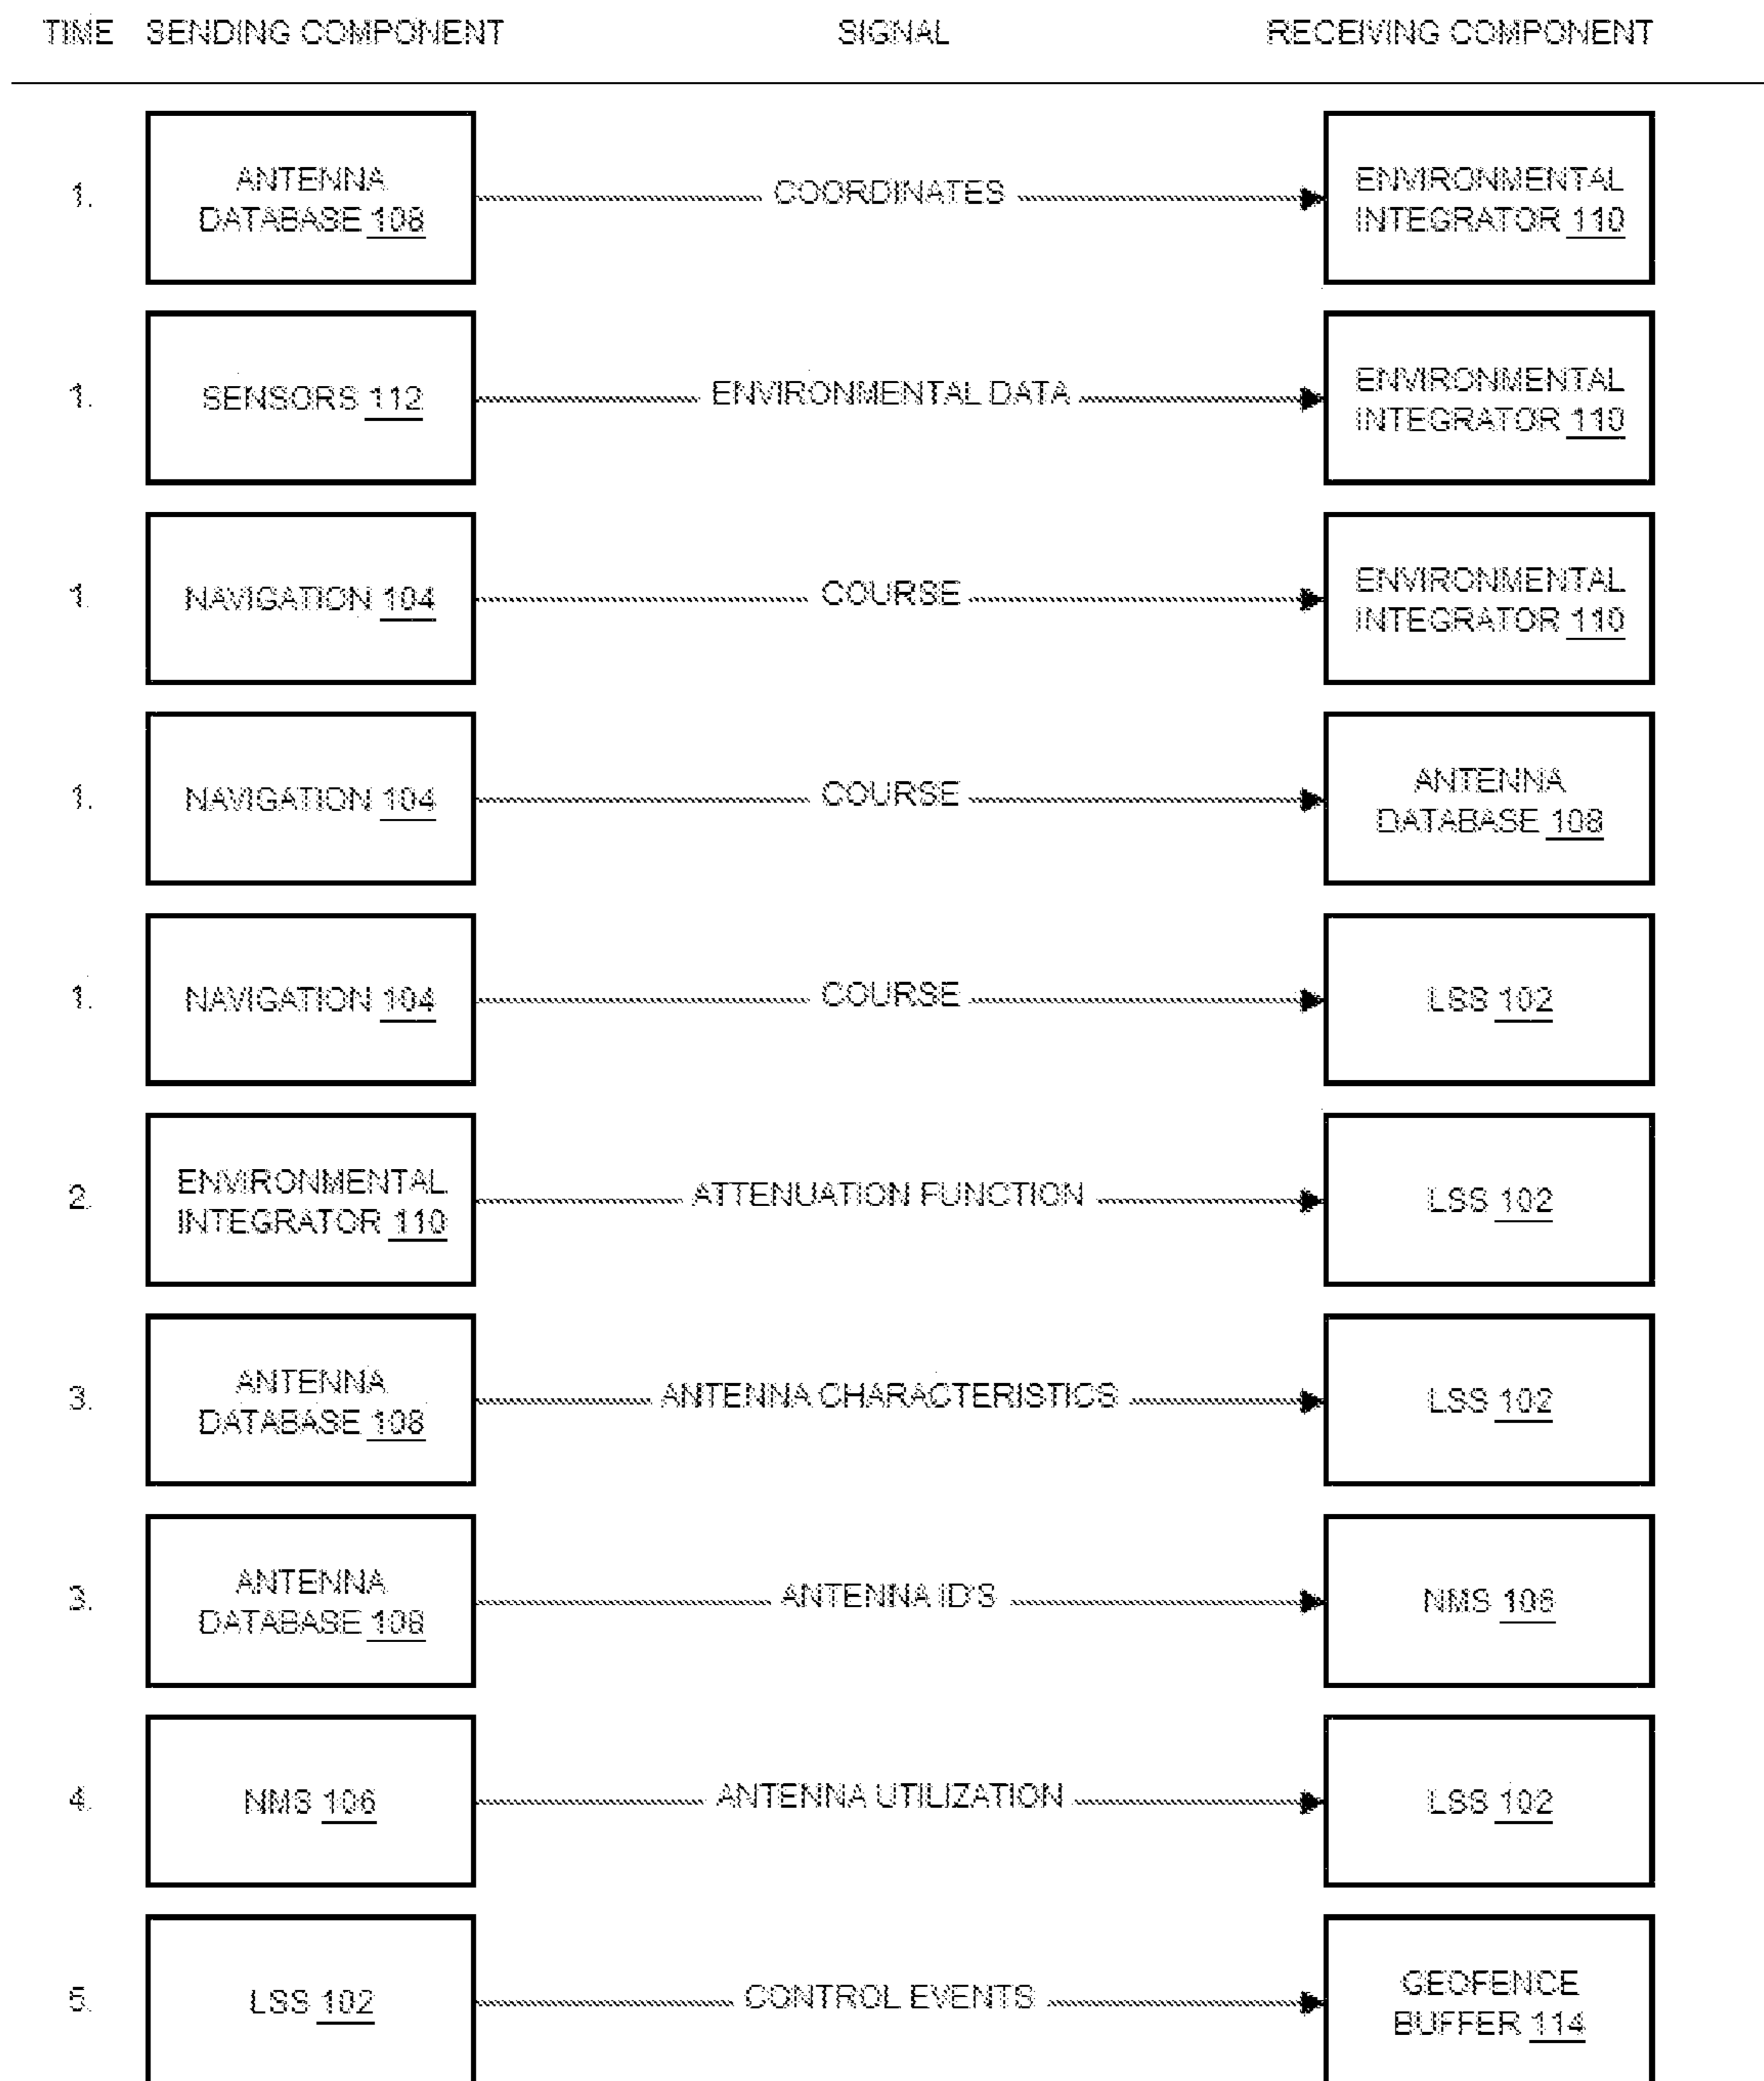 TIME SENDING COMPONENT SIGNAL RECEIVING COMPONENT
1. ANTENNA DATABASE 108 COORDINATES ENVIRONMENTAL INTEGRATOR 110
1. SENSORS 112 ENVIRONMENTAL DATA ENVIRONMENTAL INTEGRATOR 110
1. NAVIGATION 104 COURSE ENVIRONMENTAL INTEGRATOR 110
1. NAVIGATION 104 COURSE ANTENNA DATABASE 108
1. NAVIGATION 104 COURSE LSS 102
2. ENVIRONMENTAL INTEGRATOR 110 ATTENUATION FUNCTION LSS 102
3. ANTENNA DATABASE 108 ANTENNA CHARACTERISTICS LSS 102
3. ANTENNA DATABASE 108 ANTENNA ID'S NMS 106
4. NMS 106 ANTENNA UTILIZATION LSS 102
5. LSS 102 CONTROL EVENTS GEOFENCE BUFFER 114